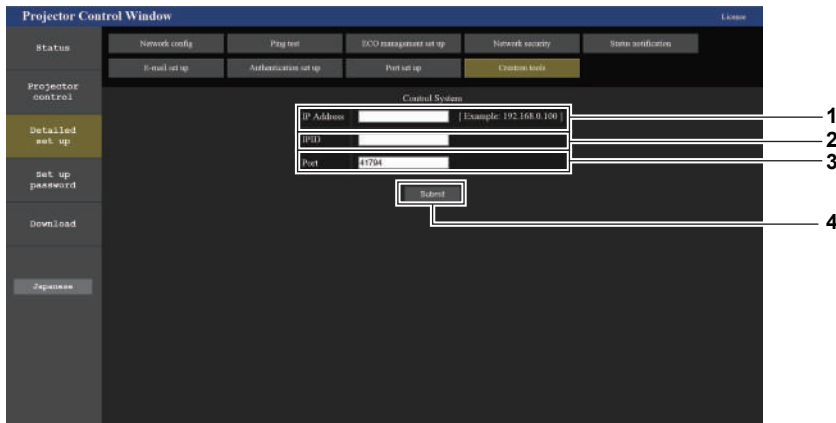 Projector Control Window
License
Status
Network config
Ping test
ECO management set up
Network security
Status notification
E-mail set up
Authentication set up
Port set up
Crestron tools
Projector
control
Detailed
set up
Set up
password
Download
Japanese
Control System
IP Address
[ Example: 192.168.0.100 ]
1
IPID
2
Port
41794
3
Submit
4